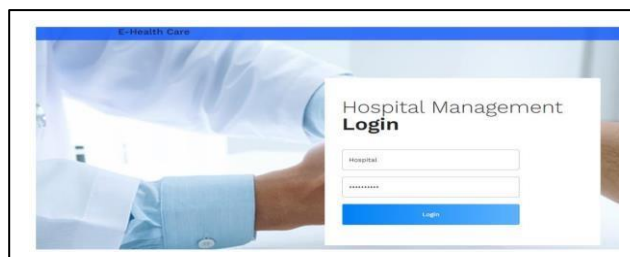 E-Health Care
Hospital Management
Login
Hospital
••••••••••
Login